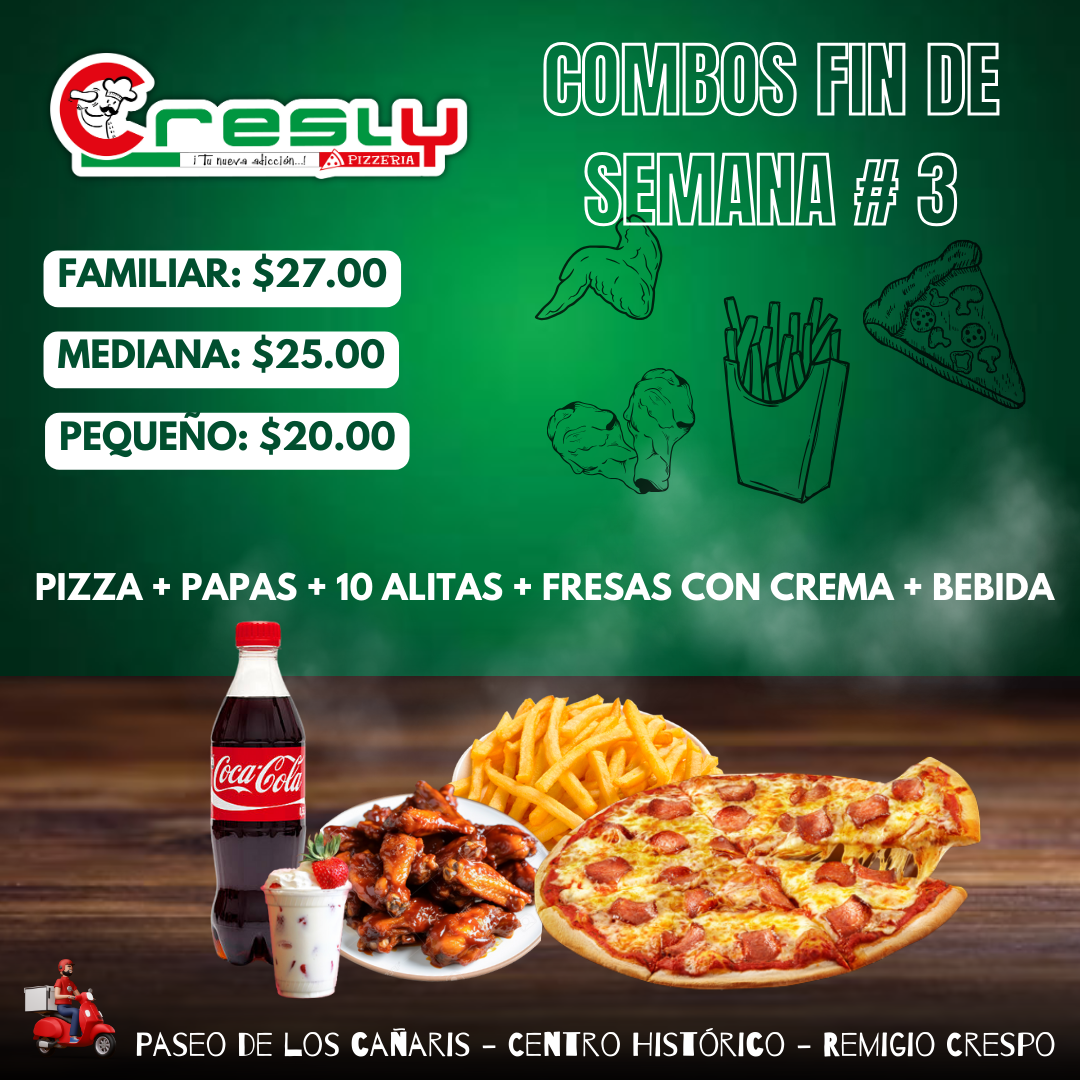 Cresly
¡Tu nueva adicción...!
PIZZERIA
COMBOS FIN DE
SEMANA # 3
FAMILIAR: $27.00
MEDIANA: $25.00
PEQUEÑO: $20.00
PIZZA + PAPAS + 10 ALITAS + FRESAS CON CREMA + BEBIDA
Coca-Cola
PASEO DE LOS CAÑARIS - CENTRO HISTÓRICO - REMIGIO CRESPO